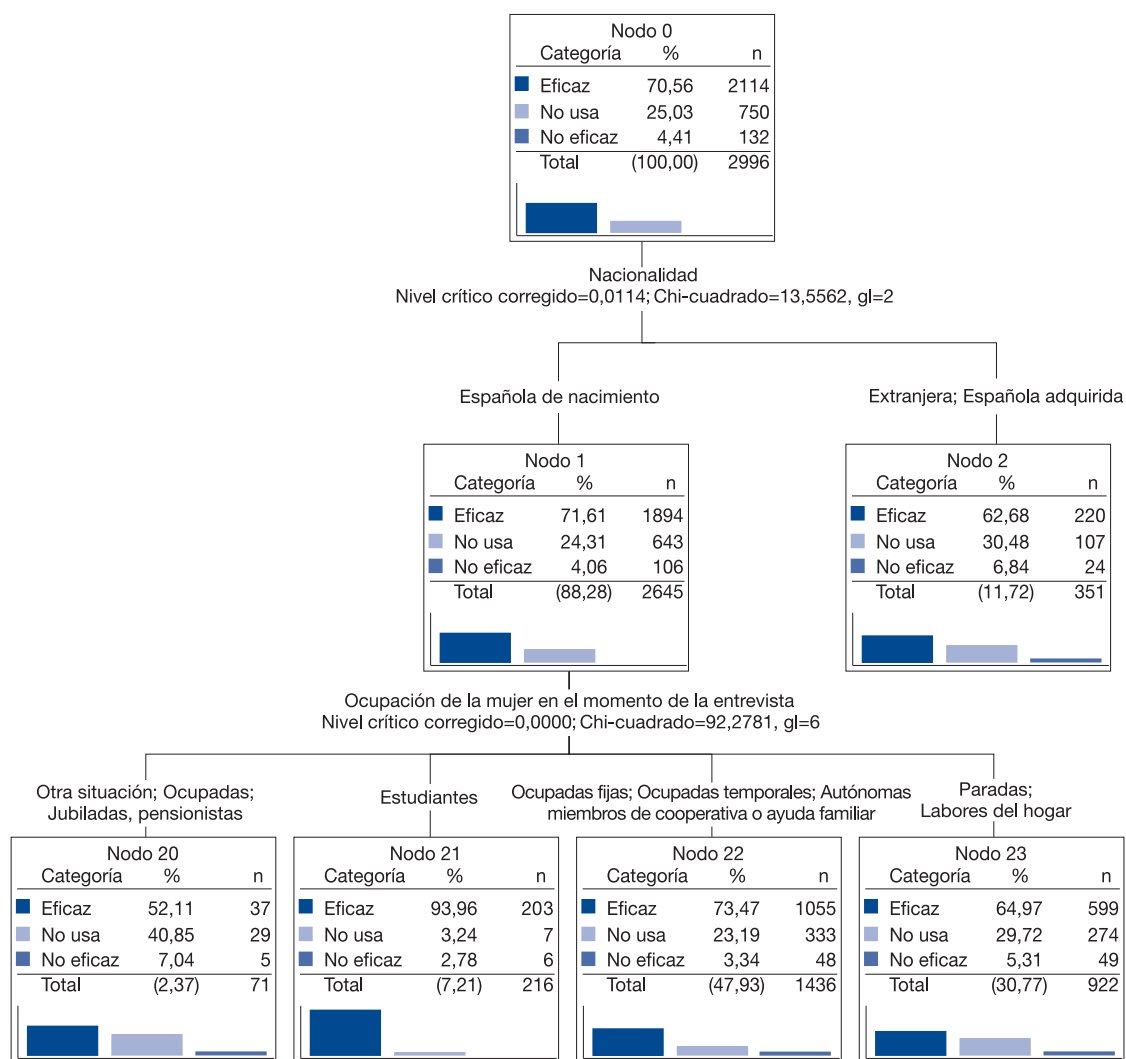 Nodo 0
Categoría % n
Eficaz 70,56 2114
No usa 25,03 750
No eficaz 4,41 132
Total (100,00) 2996
Nacionalidad
Nivel crítico corregido=0,0114; Chi-cuadrado=13,5562, gl=2
Española de nacimiento
Extranjera; Española adquirida
Nodo 1
Categoría % n
Eficaz 71,61 1894
No usa 24,31 643
No eficaz 4,06 106
Total (88,28) 2645
Nodo 2
Categoría % n
Eficaz 62,68 220
No usa 30,48 107
No eficaz 6,84 24
Total (11,72) 351
Ocupación de la mujer en el momento de la entrevista
Nivel crítico corregido=0,0000; Chi-cuadrado=92,2781, gl=6
Otra situación; Ocupadas;
Jubiladas, pensionistas
Estudiantes
Ocupadas fijas; Ocupadas temporales; Autónomas
miembros de cooperativa o ayuda familiar
Paradas;
Labores del hogar
Nodo 20
Categoría % n
Eficaz 52,11 37
No usa 40,85 29
No eficaz 7,04 5
Total (2,37) 71
Nodo 21
Categoría % n
Eficaz 93,96 203
No usa 3,24 7
No eficaz 2,78 6
Total (7,21) 216
Nodo 22
Categoría % n
Eficaz 73,47 1055
No usa 23,19 333
No eficaz 3,34 48
Total (47,93) 1436
Nodo 23
Categoría % n
Eficaz 64,97 599
No usa 29,72 274
No eficaz 5,31 49
Total (30,77) 922